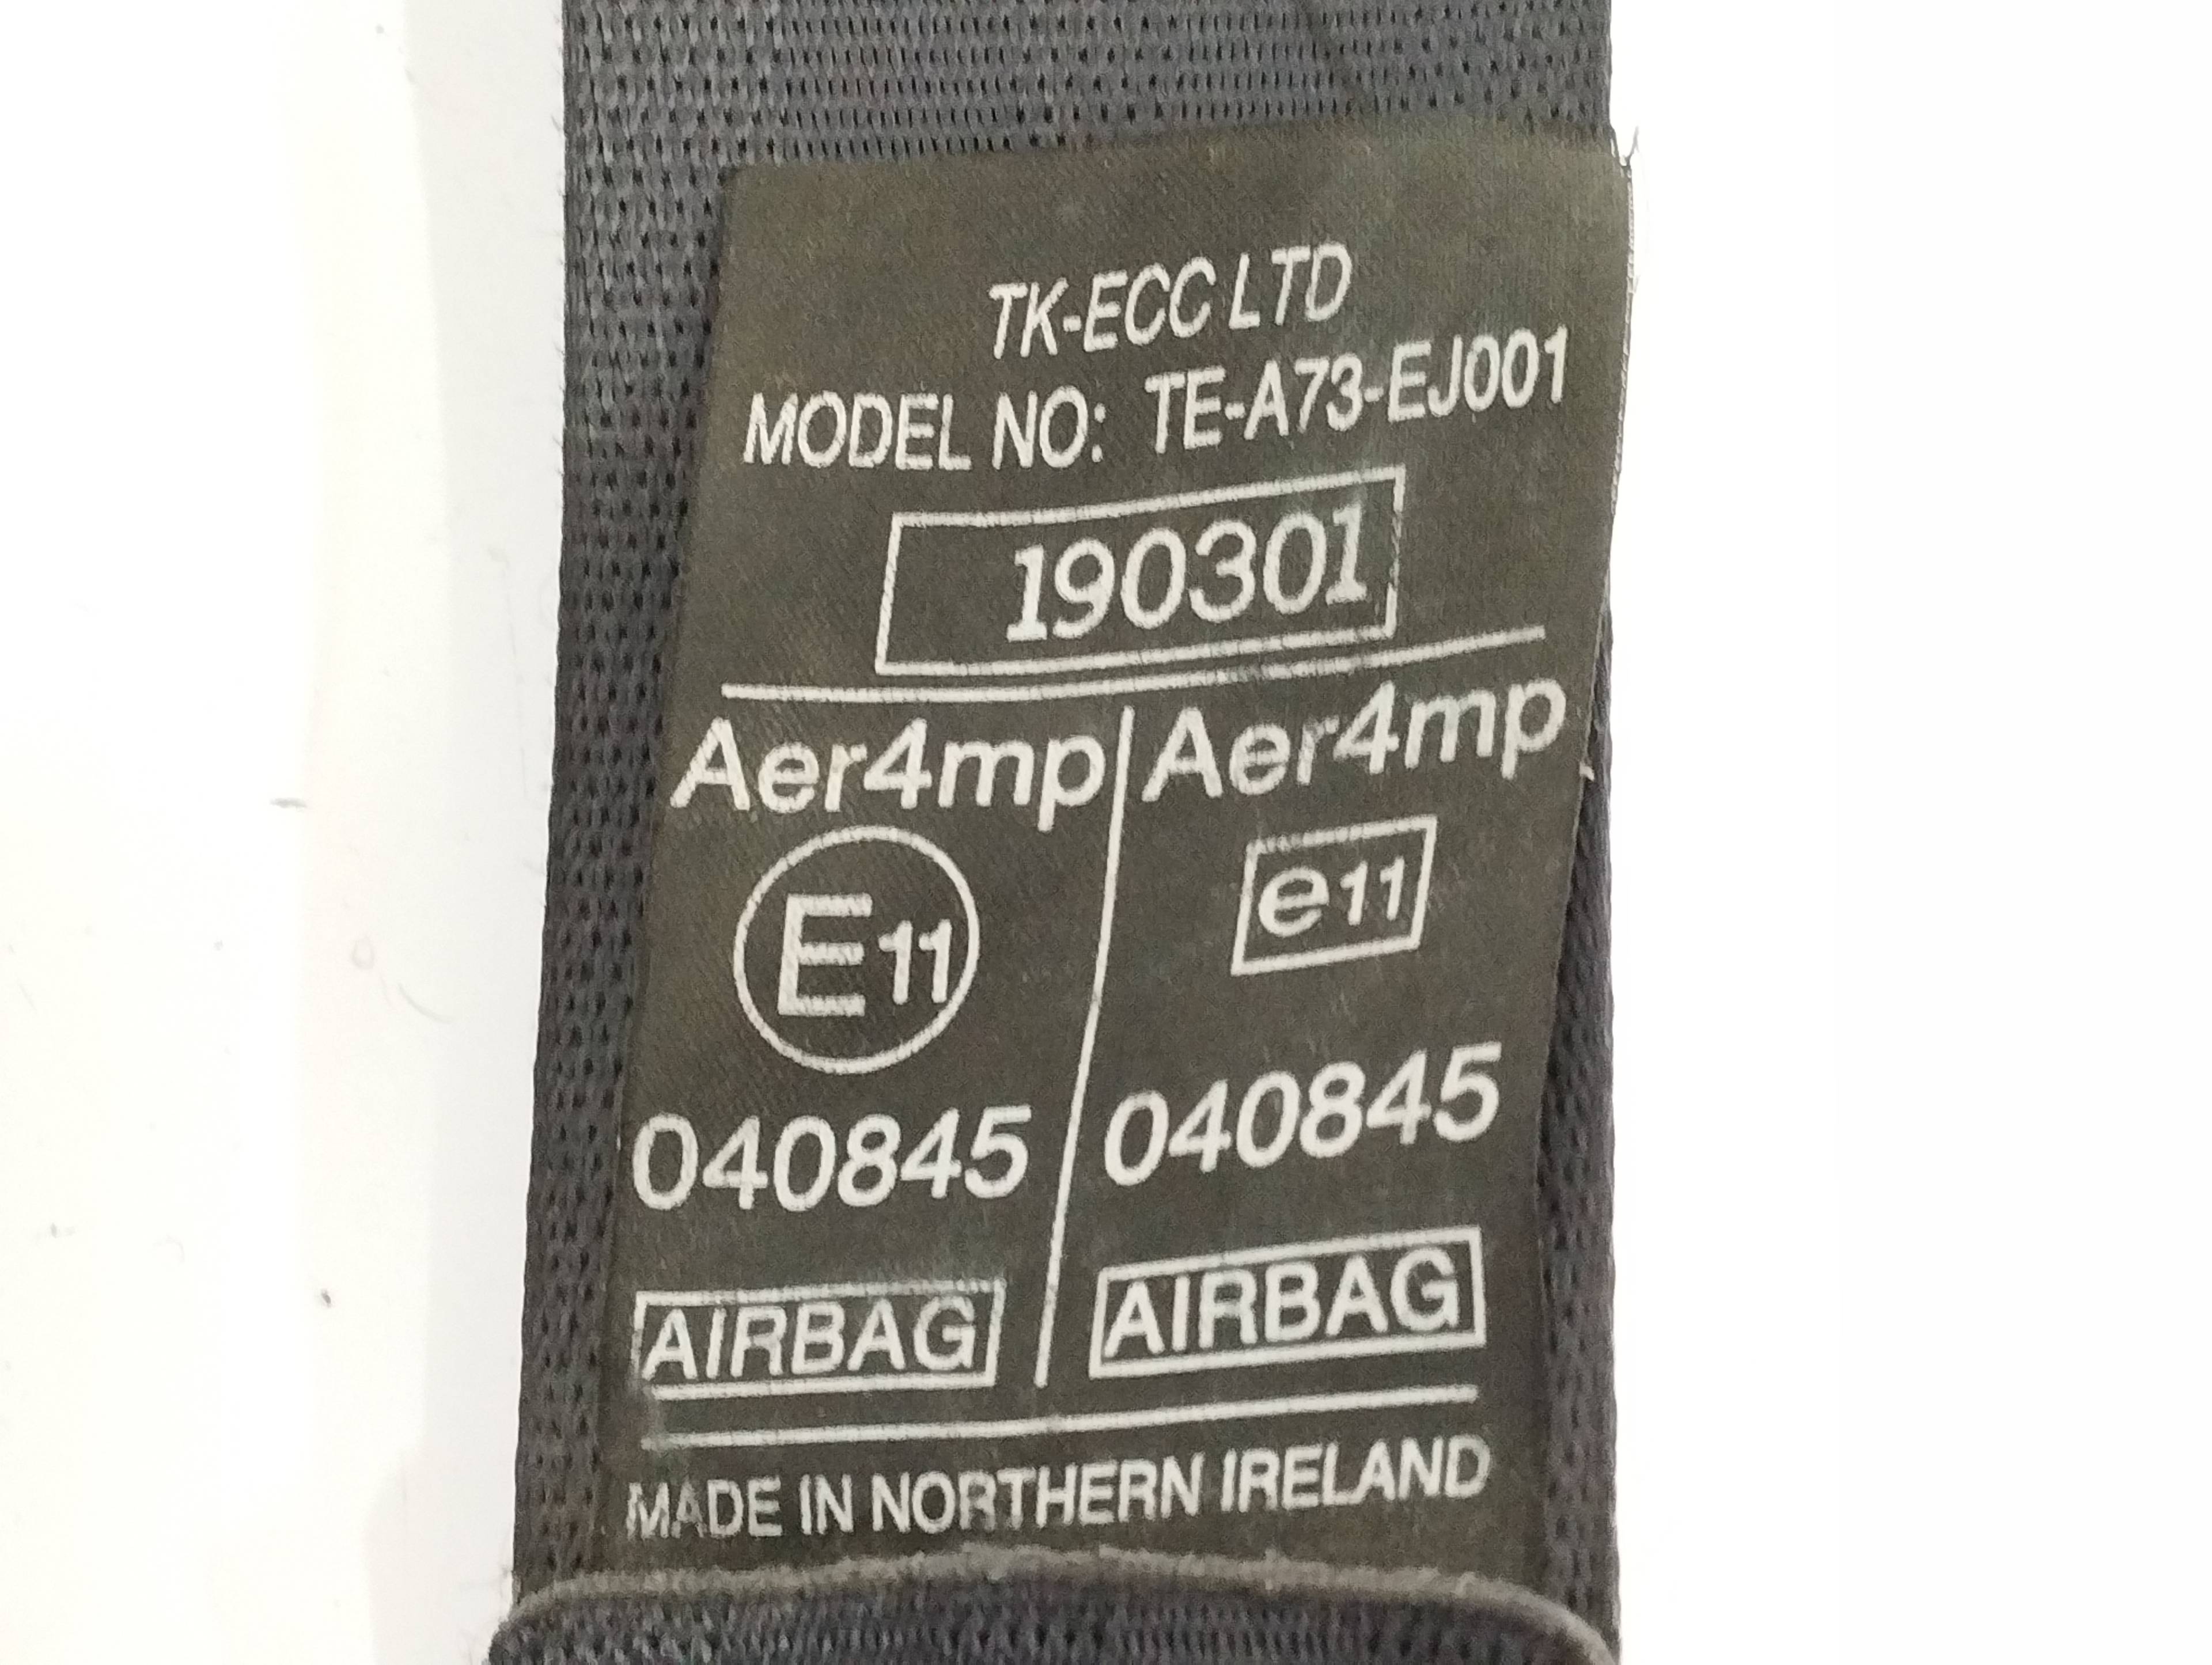 TK-ECC LTD
MODEL NO: TE-A73-EJ001
190301
Aer4mp Aer4mp
E11 e11
040845 040845
AIRBAG AIRBAG
MADE IN NORTHERN IRELAND